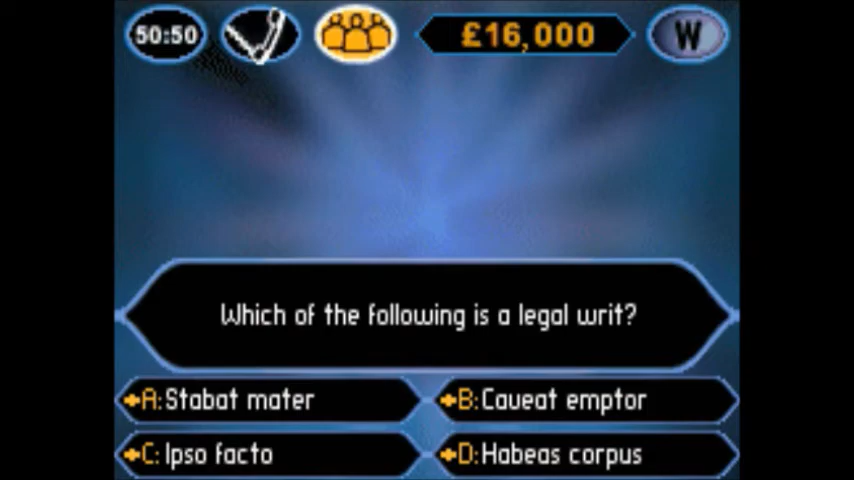 50:50 £16,000 W
Which of the following is a legal writ?
A: Stabat mater B: Caveat emptor
C: Ipso facto D: Habeas corpus